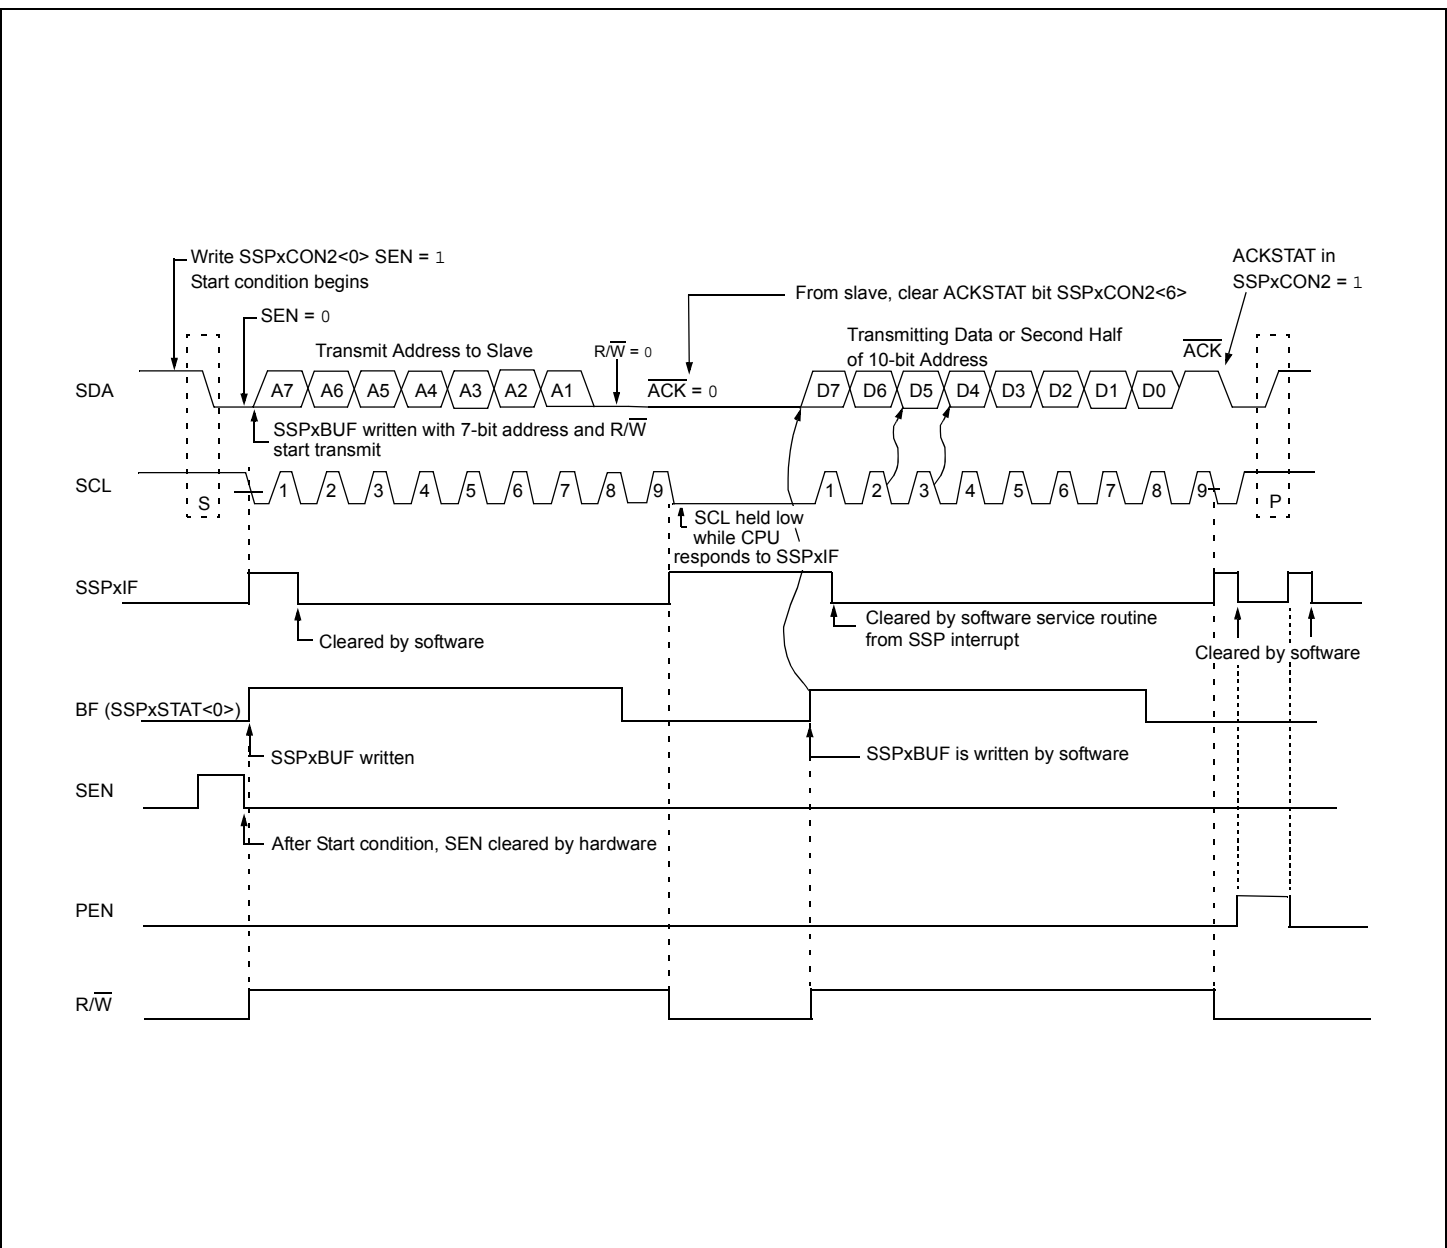 Write SSPxCON2<0> SEN = 1
Start condition begins
ACKSTAT in
SSPxCON2 = 1
From slave, clear ACKSTAT bit SSPxCON2<6>
SEN = 0
Transmit Address to Slave
R/W̅ = 0
Transmitting Data or Second Half
of 10-bit Address
A̅C̅K̅
SDA
A7 A6 A5 A4 A3 A2 A1
A̅C̅K̅ = 0
D7 D6 D5 D4 D3 D2 D1 D0
SSPxBUF written with 7-bit address and R/W̅
start transmit
SCL
S
1 2 3 4 5 6 7 8 9
1 2 3 4 5 6 7 8 9
P
SCL held low
while CPU
responds to SSPxIF
SSPxIF
Cleared by software
Cleared by software service routine
from SSP interrupt
Cleared by software
BF (SSPxSTAT<0>)
SSPxBUF written
SSPxBUF is written by software
SEN
After Start condition, SEN cleared by hardware
PEN
R/W̅